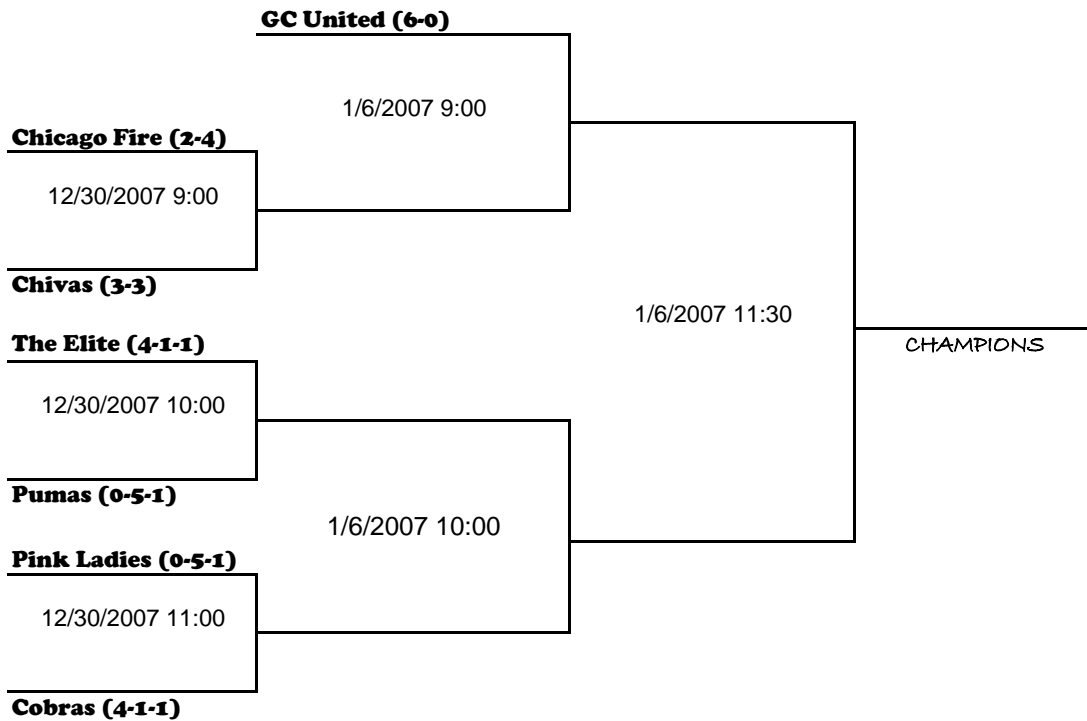 GC United (6-0)
1/6/2007 9:00
Chicago Fire (2-4)
12/30/2007 9:00
Chivas (3-3)
1/6/2007 11:30
The Elite (4-1-1)
CHAMPIONS
12/30/2007 10:00
Pumas (0-5-1)
1/6/2007 10:00
Pink Ladies (0-5-1)
12/30/2007 11:00
Cobras (4-1-1)